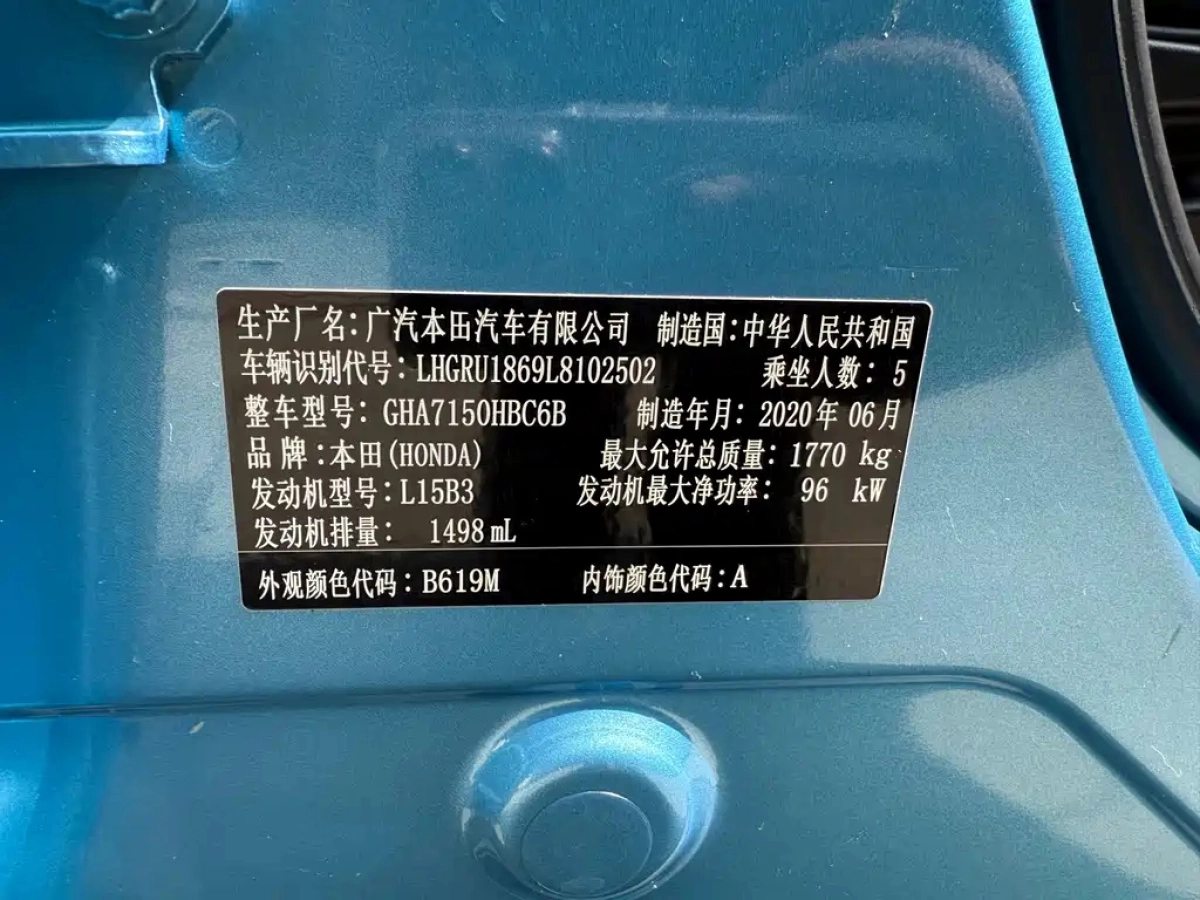 生产厂名：广汽本田汽车有限公司 制造国：中华人民共和国
车辆识别代号：LHGRU1869L8102502 乘坐人数：5
整车型号：GHA7150HBC6B 制造年月：2020年06月
品牌：本田(HONDA) 最大允许总质量：1770 kg
发动机型号：L15B3 发动机最大净功率：96 kW
发动机排量：1498 mL
外观颜色代码：B619M 内饰颜色代码：A